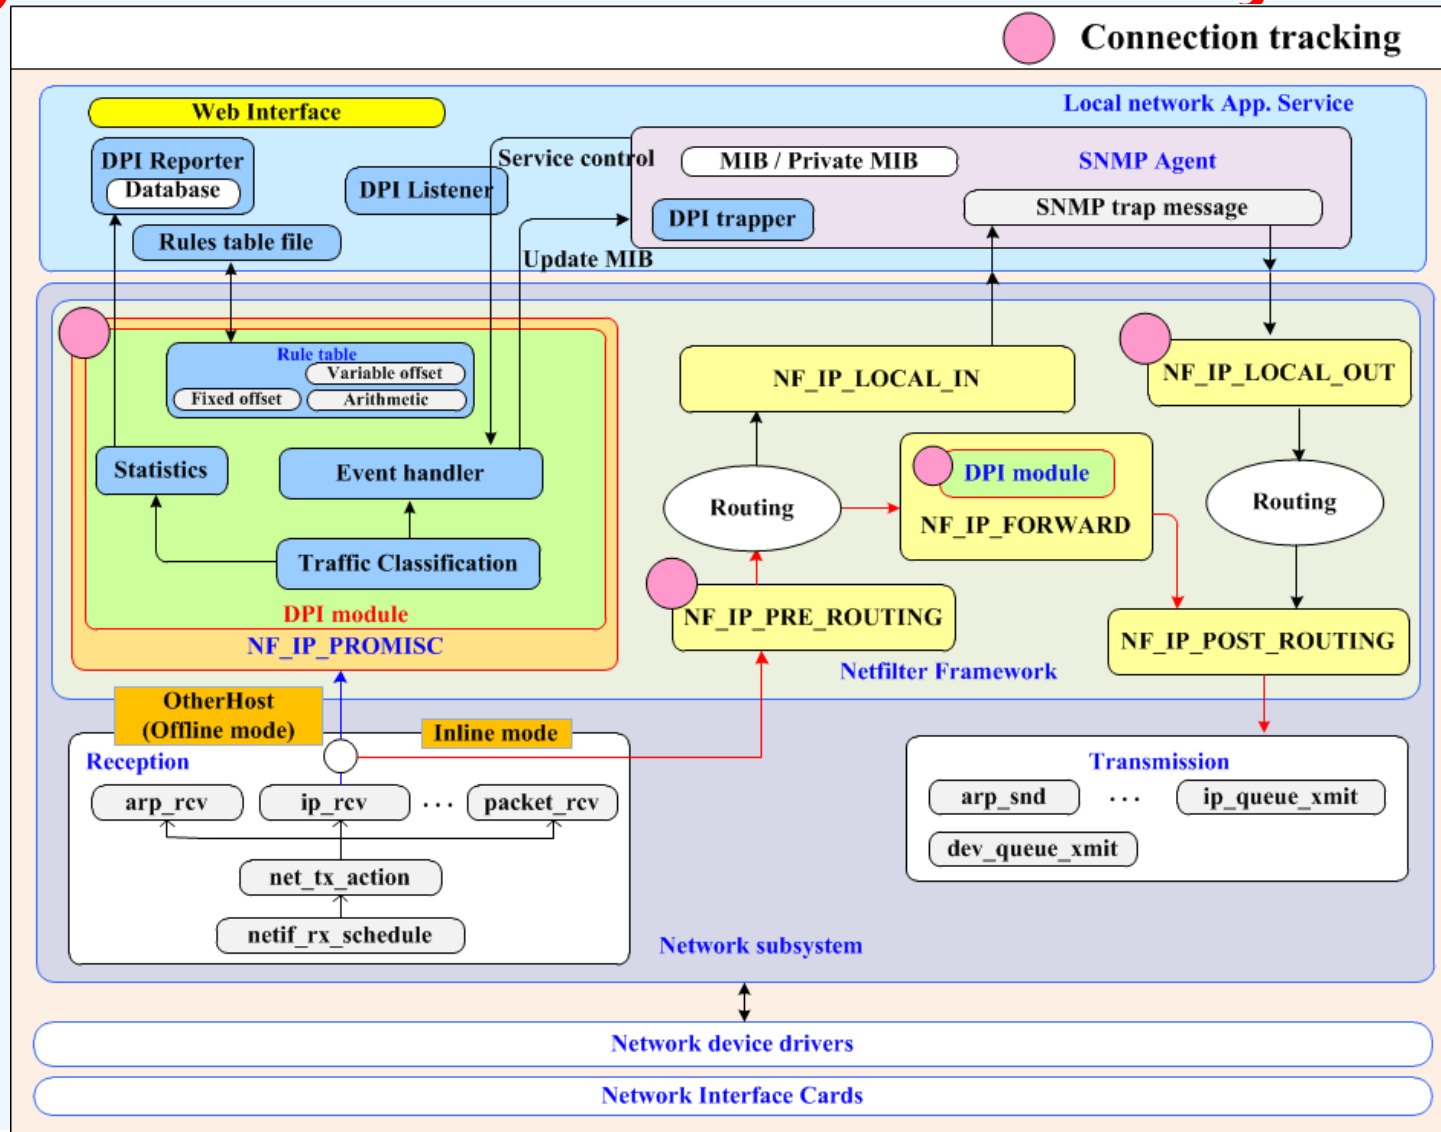 Connection tracking
Local network App. Service
Web Interface
DPI Reporter
Database
DPI Listener
Service control
MIB / Private MIB
SNMP Agent
DPI trapper
SNMP trap message
Rules table file
Update MIB
Rule table
Variable offset
Fixed offset
Arithmetic
Statistics
Event handler
Traffic Classification
DPI module
NF_IP_PROMISC
NF_IP_LOCAL_IN
NF_IP_LOCAL_OUT
Routing
DPI module
NF_IP_FORWARD
Routing
NF_IP_PRE_ROUTING
NF_IP_POST_ROUTING
Netfilter Framework
OtherHost
(Offline mode)
Inline mode
Reception
arp_rcv
ip_rcv
...
packet_rcv
net_tx_action
netif_rx_schedule
Transmission
arp_snd
...
ip_queue_xmit
dev_queue_xmit
Network subsystem
Network device drivers
Network Interface Cards